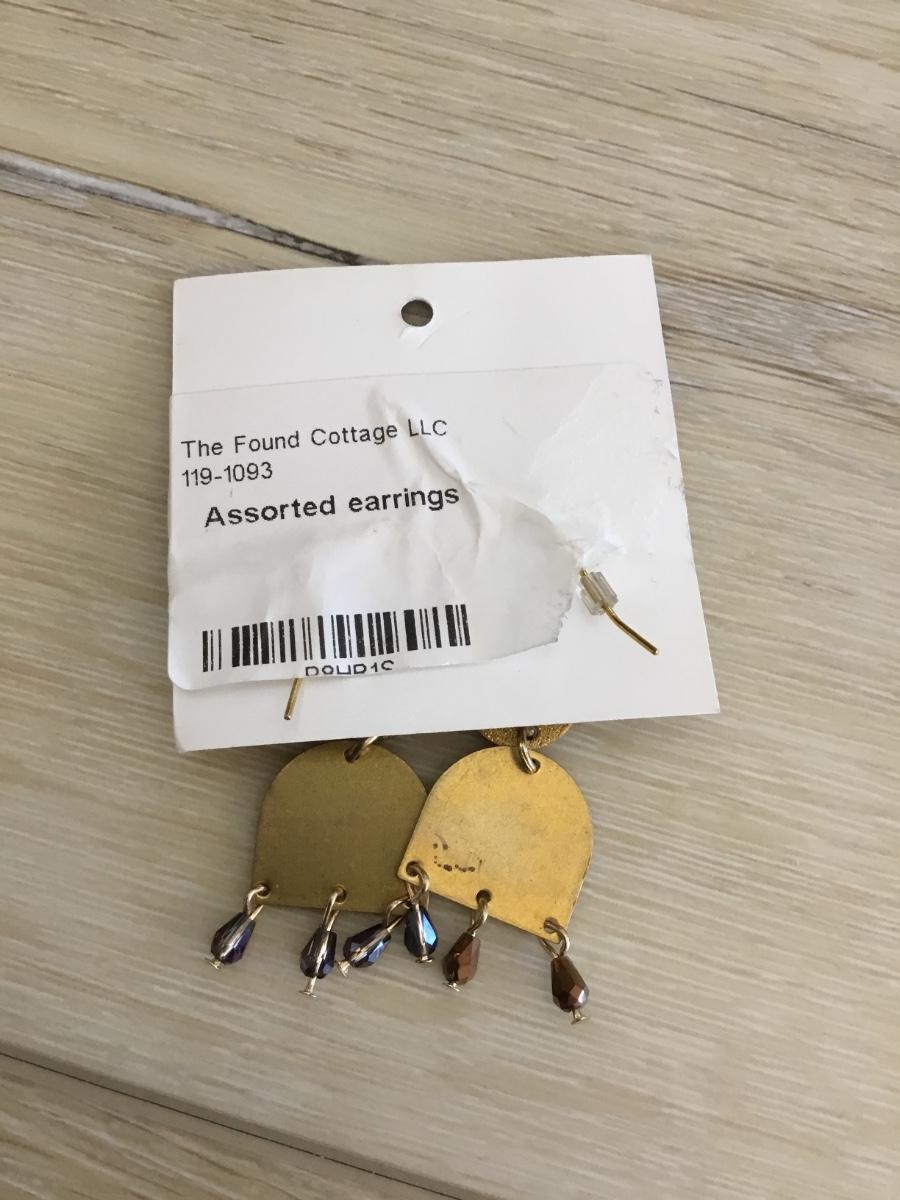 The Found Cottage LLC
119-1093
Assorted earrings